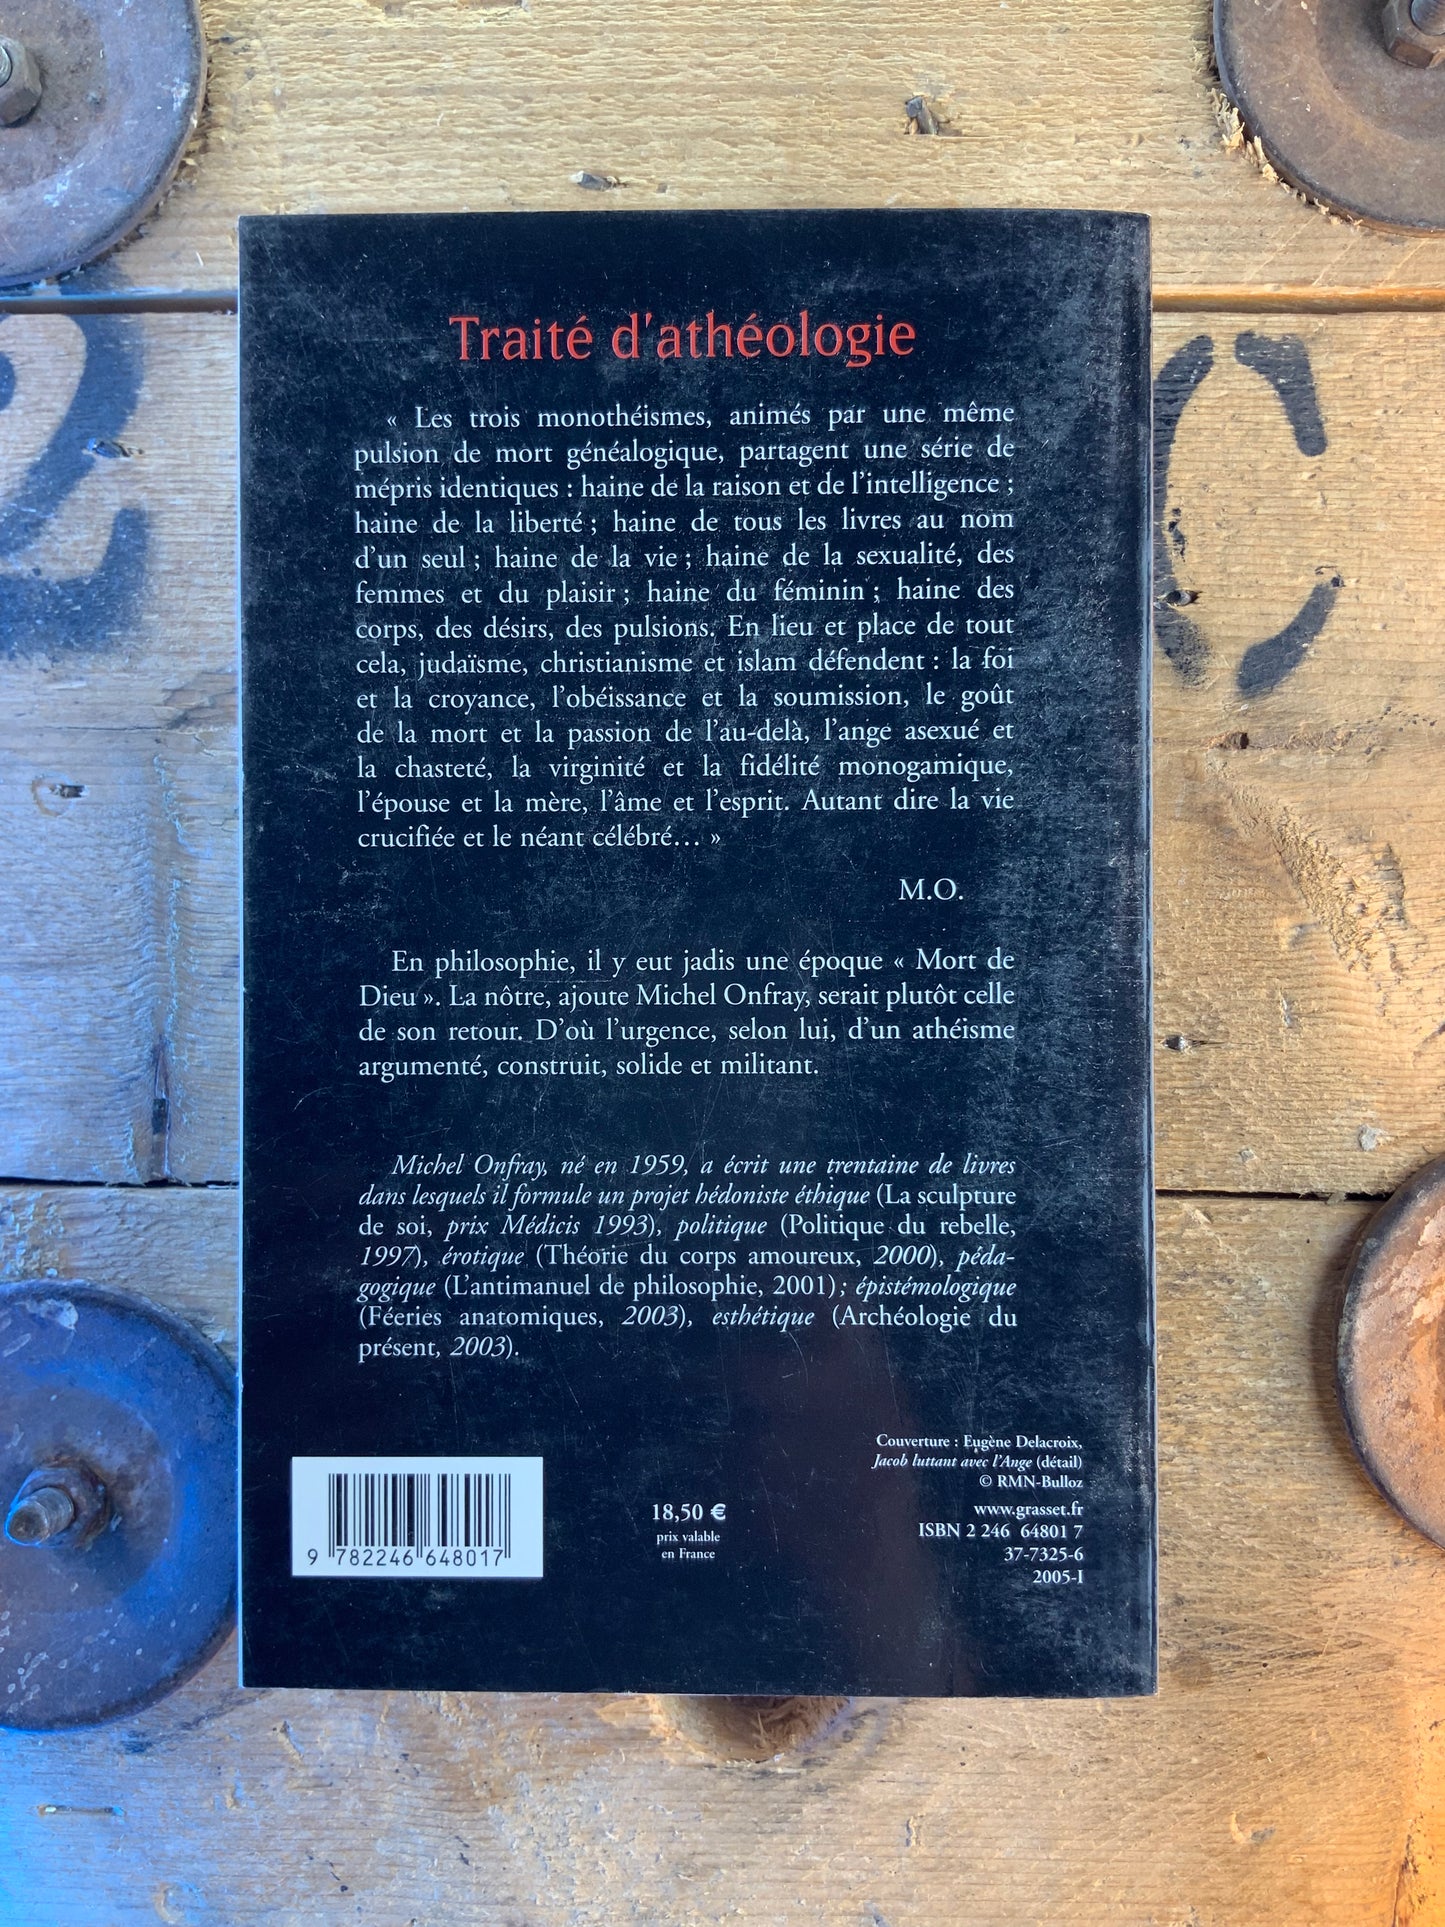 Traité d'athéologie
« Les trois monothéismes, animés par une même
pulsion de mort généalogique, partagent une série de
mépris identiques : haine de la raison et de l'intelligence ;
haine de la liberté ; haine de tous les livres au nom
d'un seul ; haine de la vie ; haine de la sexualité, des
femmes et du plaisir ; haine du féminin ; haine des
corps, des désirs, des pulsions. En lieu et place de tout
cela, judaïsme, christianisme et islam défendent : la foi
et la croyance, l'obéissance et la soumission, le goût
de la mort et la passion de l'au-delà, l'ange asexué et
la chasteté, la virginité et la fidélité monogamique,
l'épouse et la mère, l'âme et l'esprit. Autant dire la vie
crucifiée et le néant célébré... »
M.O.
En philosophie, il y eut jadis une époque « Mort de
Dieu ». La nôtre, ajoute Michel Onfray, serait plutôt celle
de son retour. D'où l'urgence, selon lui, d'un athéisme
argumenté, construit, solide et militant.
Michel Onfray, né en 1959, a écrit une trentaine de livres
dans lesquels il formule un projet hédoniste éthique (La sculpture
de soi, prix Médicis 1993), politique (Politique du rebelle,
1997), érotique (Théorie du corps amoureux, 2000), péda-
gogique (L'antimanuel de philosophie, 2001) ; épistémologique
(Féeries anatomiques, 2003), esthétique (Archéologie du
présent, 2003).
Couverture : Eugène Delacroix,
Jacob luttant avec l'Ange (détail)
© RMN-Bulloz
www.grasset.fr
ISBN 2 246 64801 7
37-7325-6
2005-I
18,50 €
prix valable
en France
9 782246 648017
2
C